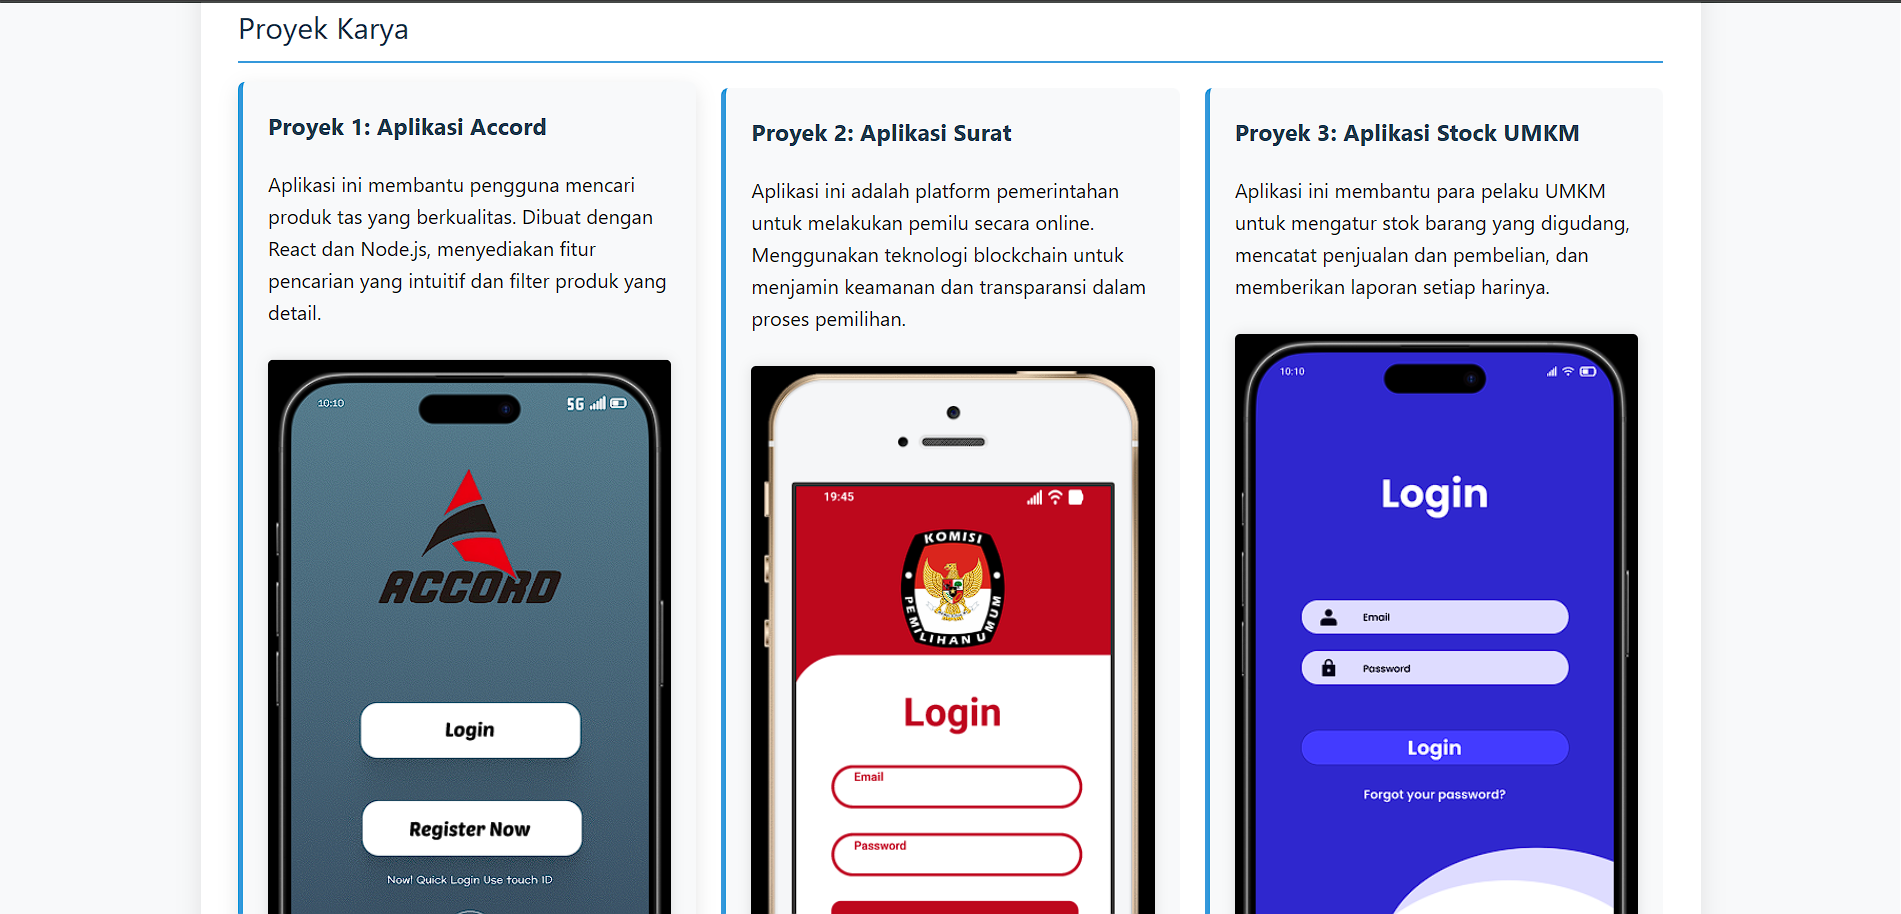 Proyek Karya
Proyek 1: Aplikasi Accord
Aplikasi ini membantu pengguna mencari
produk tas yang berkualitas. Dibuat dengan
React dan Node.js, menyediakan fitur
pencarian yang intuitif dan filter produk yang
detail.
10:10
5G
ACCORD
Login
Register Now
Now! Quick Login Use touch ID
Proyek 2: Aplikasi Surat
Aplikasi ini adalah platform pemerintahan
untuk melakukan pemilu secara online.
Menggunakan teknologi blockchain untuk
menjamin keamanan dan transparansi dalam
proses pemilihan.
19:45
KOMISI
PEMILIHAN UMUM
Login
Email
Password
Proyek 3: Aplikasi Stock UMKM
Aplikasi ini membantu para pelaku UMKM
untuk mengatur stok barang yang digudang,
mencatat penjualan dan pembelian, dan
memberikan laporan setiap harinya.
10:10
Login
Email
Password
Login
Forgot your password?